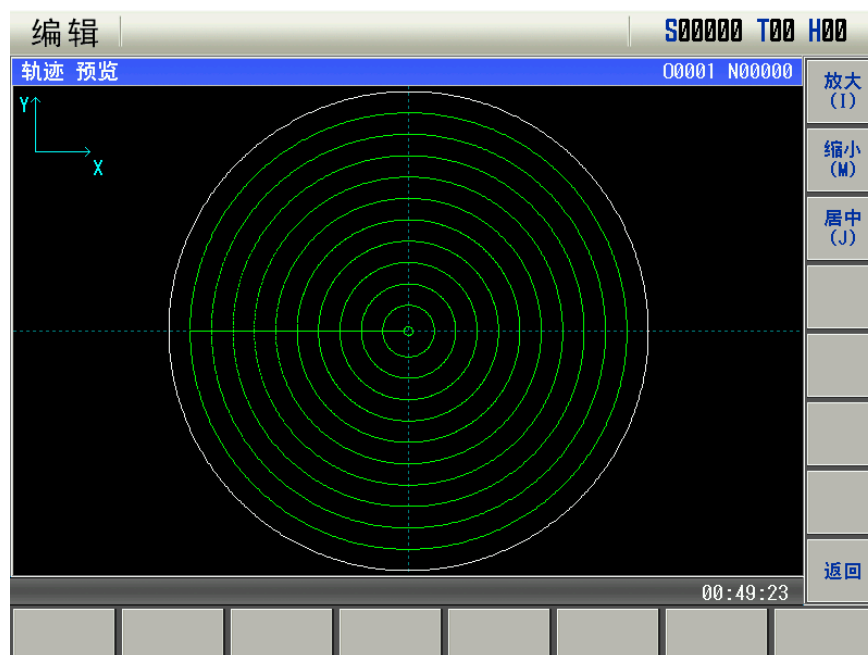 编辑 S00000 T00 H00
轨迹 预览 O0001 N00000
Y
X
放大
(I)
缩小
(M)
居中
(J)
返回
00:49:23